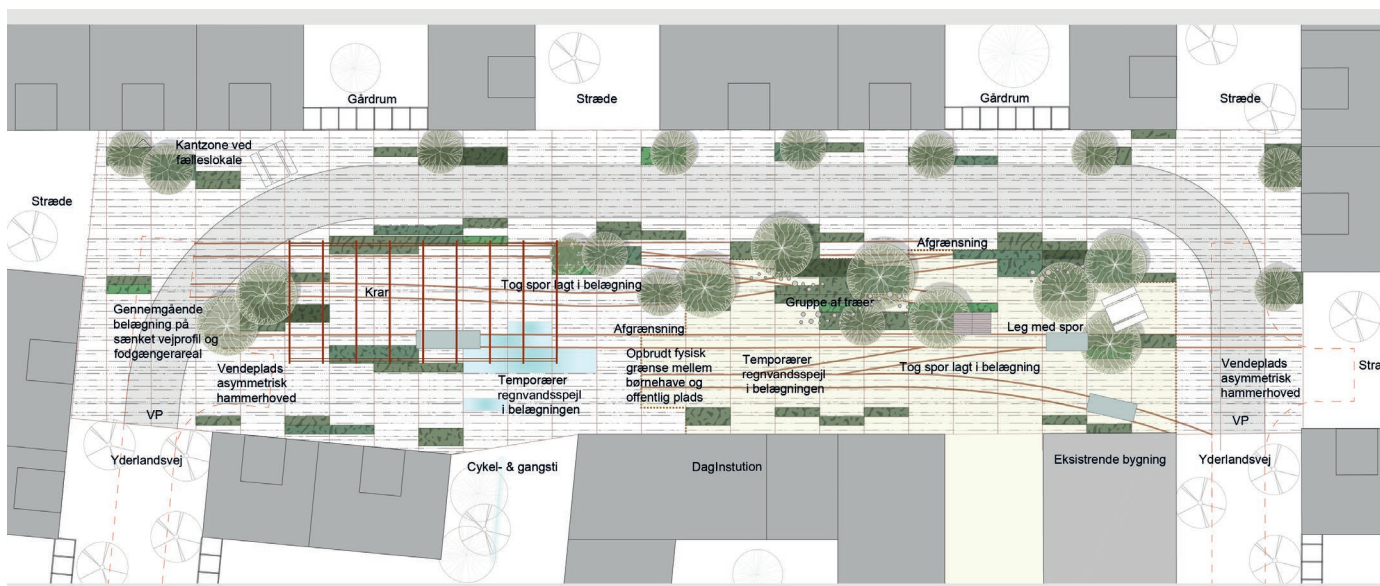 Gårdrum
Stræde
Gårdrum
Stræde
Kantzone ved
fælleslokale
Stræde
Afgrænsning
Tog spor lagt i belægning
Krar
Gruppe af træer
Gennemgående
belægning på
sænket vejprofil og
fodgængerareal
Afgrænsning
Leg med spor
Opbrudt fysisk
grænse mellem
børnehave og
offentlig plads
Temporærer
regnvandsspejl
i belægningen
Tog spor lagt i belægning
Vendeplads
asymmetrisk
hammerhoved
Temporærer
regnvandsspejl
i belægningen
Vendeplads
asymmetrisk
hammerhoved
Stræ
VP
VP
Yderlandsvej
Cykel- & gangsti
DagInstution
Eksistrende bygning
Yderlandsvej